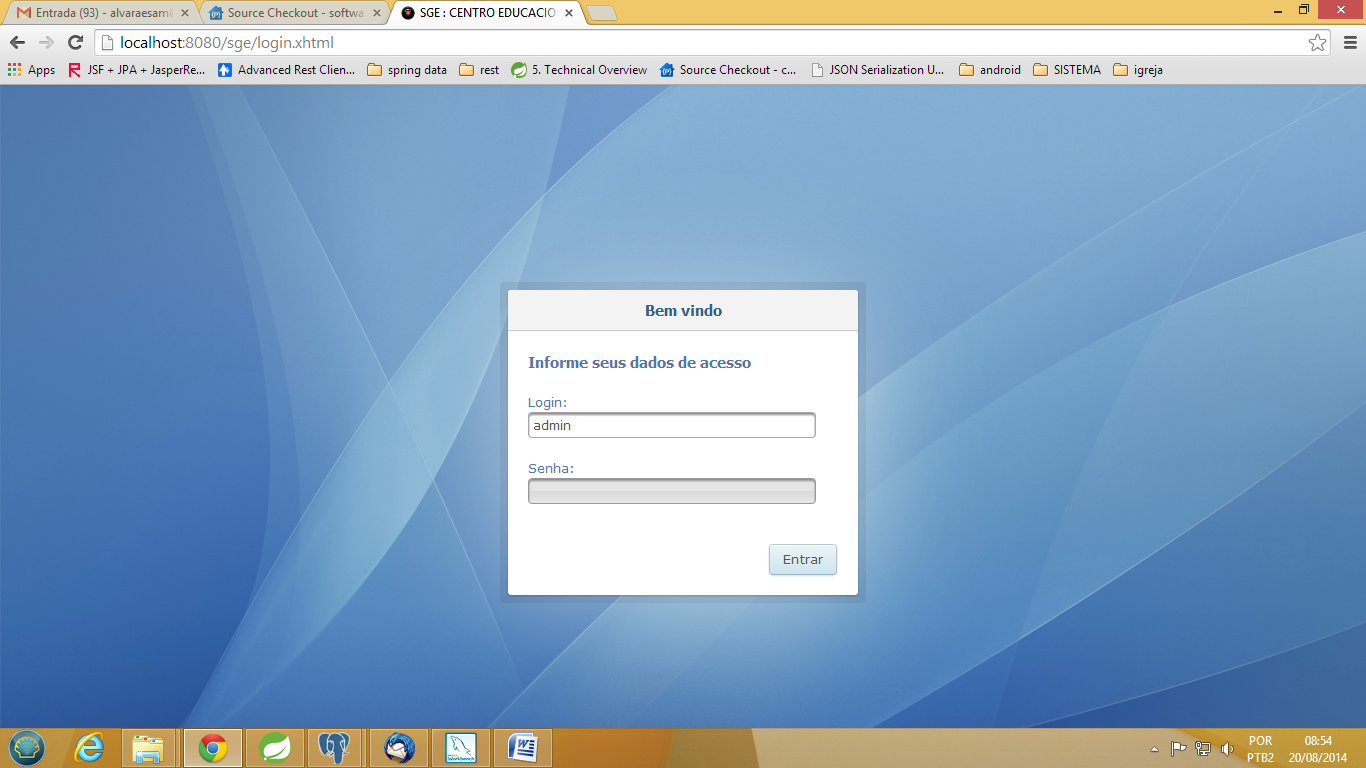 Entrada (93) - alvaraesam
Source Checkout - softwa
SGE : CENTRO EDUCACIO
localhost:8080/sge/login.xhtml
Apps
JSF + JPA + JasperRe...
Advanced Rest Clien...
spring data
rest
5. Technical Overview
Source Checkout - c...
JSON Serialization U...
android
SISTEMA
igreja
Bem vindo
Informe seus dados de acesso
Login:
admin
Senha:
Entrar
Workbench
POR
PTB2
08:54
20/08/2014